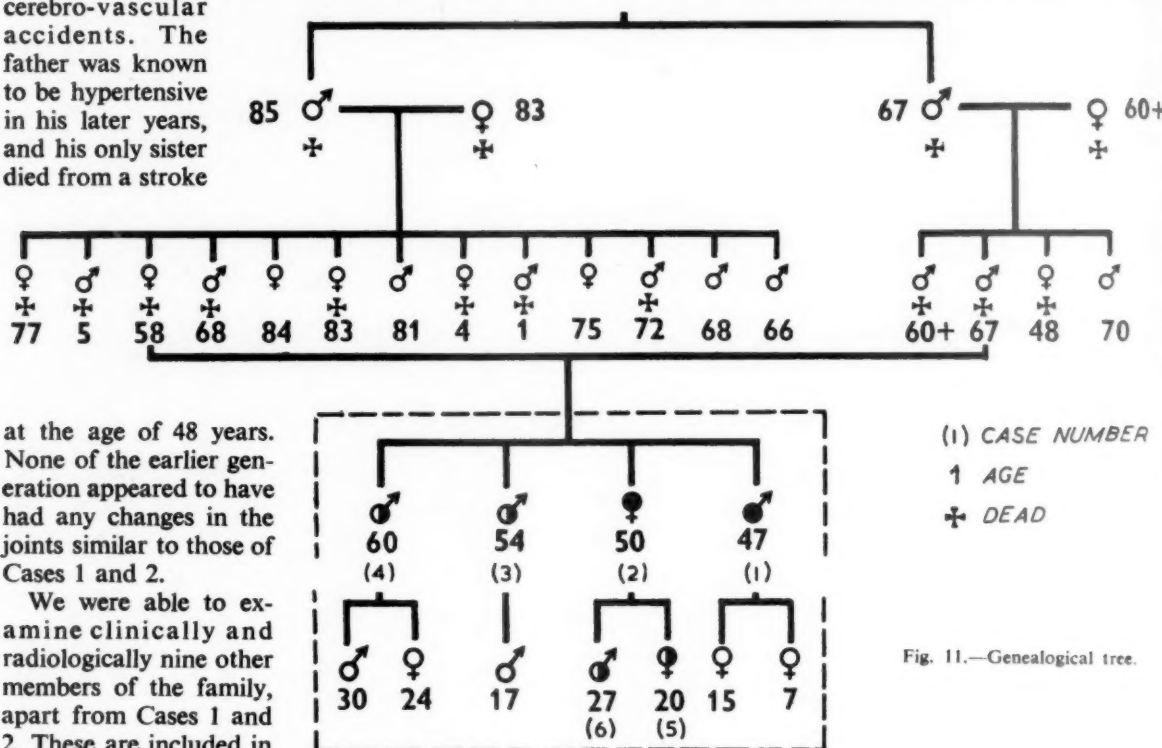 cerebro-vascular
accidents. The
father was known
to be hypertensive
in his later years,
and his only sister
died from a stroke
85 83 67 60+
77 5 58 68 84 83 81 4 1 75 72 68 66 60+ 67 48 70
at the age of 48 years.
None of the earlier gen-
eration appeared to have
had any changes in the
joints similar to those of
Cases 1 and 2.
We were able to ex-
amine clinically and
radiologically nine other
members of the family,
apart from Cases 1 and
2. These are included in
60 54 50 47
(4) (3) (2) (1)
30 24 17 27 20 15 7
(6) (5)
(1) CASE NUMBER
1 AGE
DEAD
Fig. 11.—Genealogical tree.